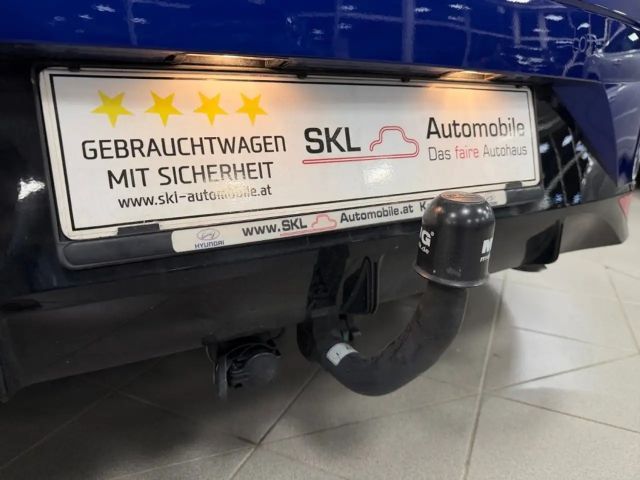 GEBRAUCHTWAGEN
MIT SICHERHEIT
www.skl-automobile.at
SKL Automobile
Das faire Autohaus
HYUNDAI
www.SKL Automobile.at